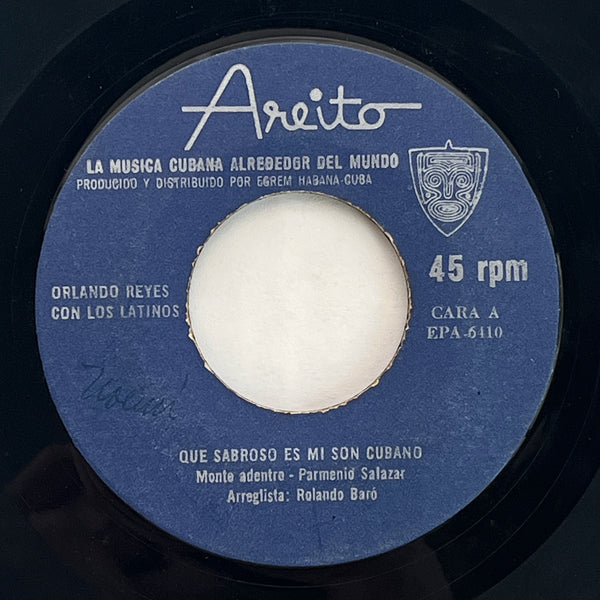 Areito
LA MUSICA CUBANA ALREDEDOR DEL MUNDO
PRODUCIDO Y DISTRIBUIDO POR EGREM HABANA-CUBA
45 rpm
ORLANDO REYES
CON LOS LATINOS
CARA A
EPA-6410
QUE SABROSO ES MI SON CUBANO
Monte adentro - Parmenio Salazar
Arreglista: Rolando Baró